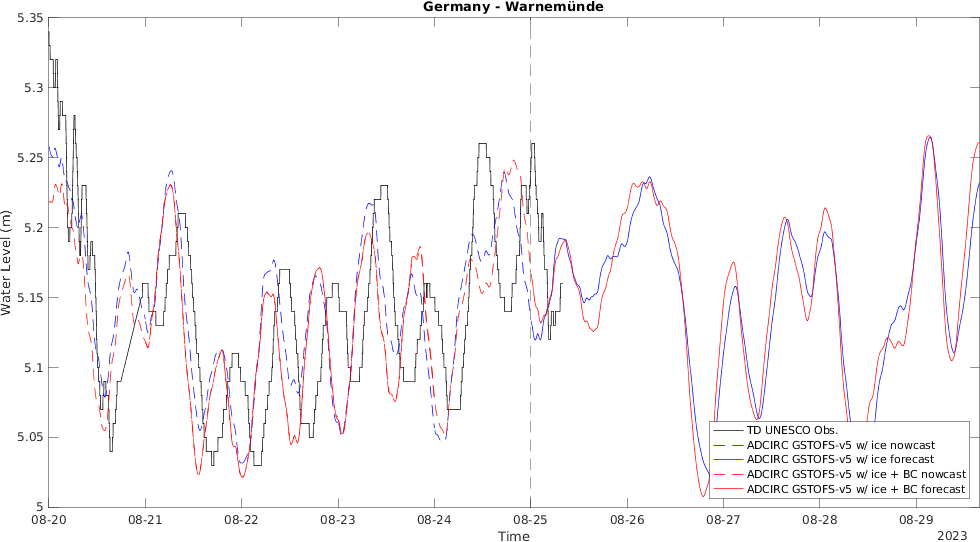 Germany - Warnemünde
Water Level (m)
5.35
5.3
5.25
5.2
5.15
5.1
5.05
5
08-20
08-21
08-22
08-23
08-24
08-25
08-26
08-27
08-28
08-29
Time
2023
TD UNESCO Obs.
ADCIRC GSTOFS-v5 w/ ice nowcast
ADCIRC GSTOFS-v5 w/ ice forecast
ADCIRC GSTOFS-v5 w/ ice + BC nowcast
ADCIRC GSTOFS-v5 w/ ice + BC forecast